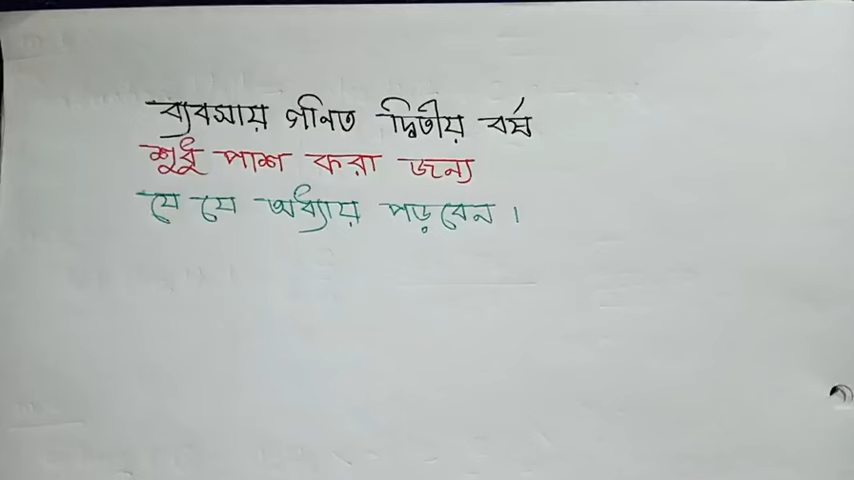 ব্যবসায় গনিত দ্বিতীয় বর্ষ
শুধু পাশ করা জন্য
যে যে অধ্যায় পড়বেন।